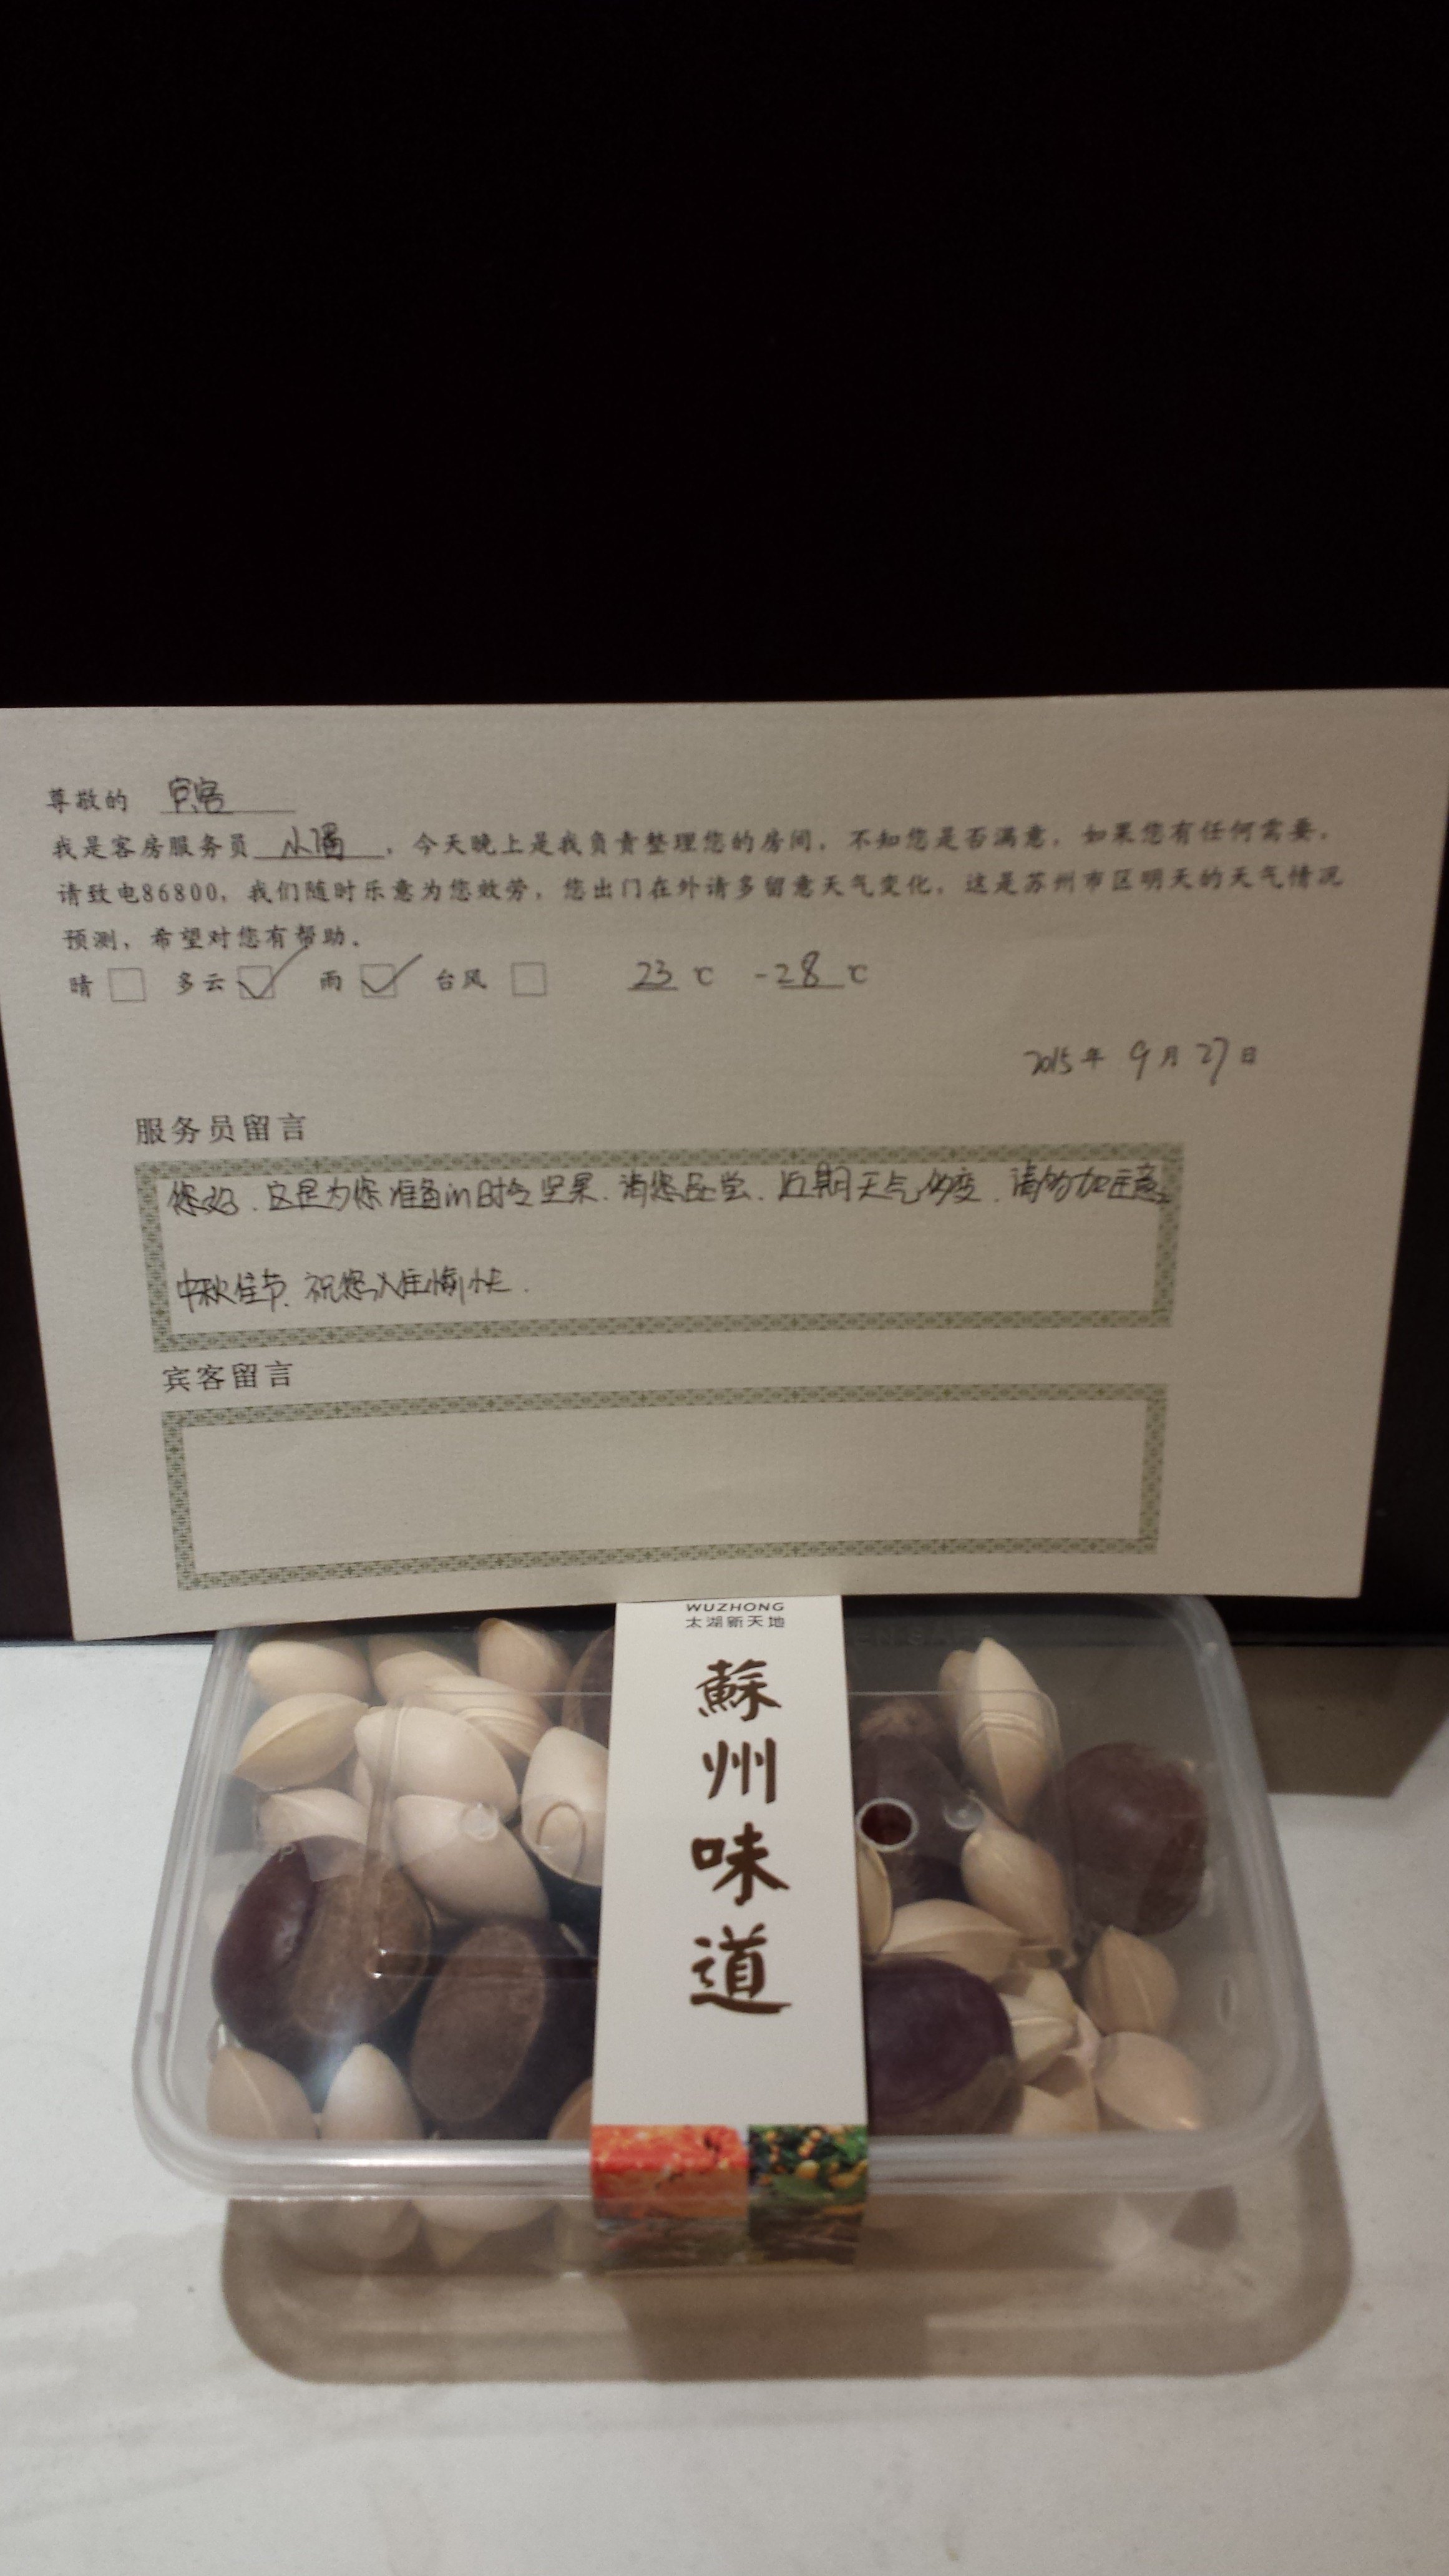 尊敬的 宾客
我是客房服务员 小 ，今天晚上是我负责整理您的房间，不知您是否满意，如果您有任何需要，
请致电86800，我们随时乐意为您效劳，您出门在外请多留意天气变化，这是苏州市区明天的天气情况
预测，希望对您有帮助。
晴 多云 雨 台风 23 ℃ -28 ℃
2015年 9月 27日
服务员留言
您好、这是为您准备in时令坚果、请您品尝、近期天气多变、请多加注意
中秋佳节、祝您入住愉快.
宾客留言
WUZHONG
太湖新天地
蘇
州
味
道